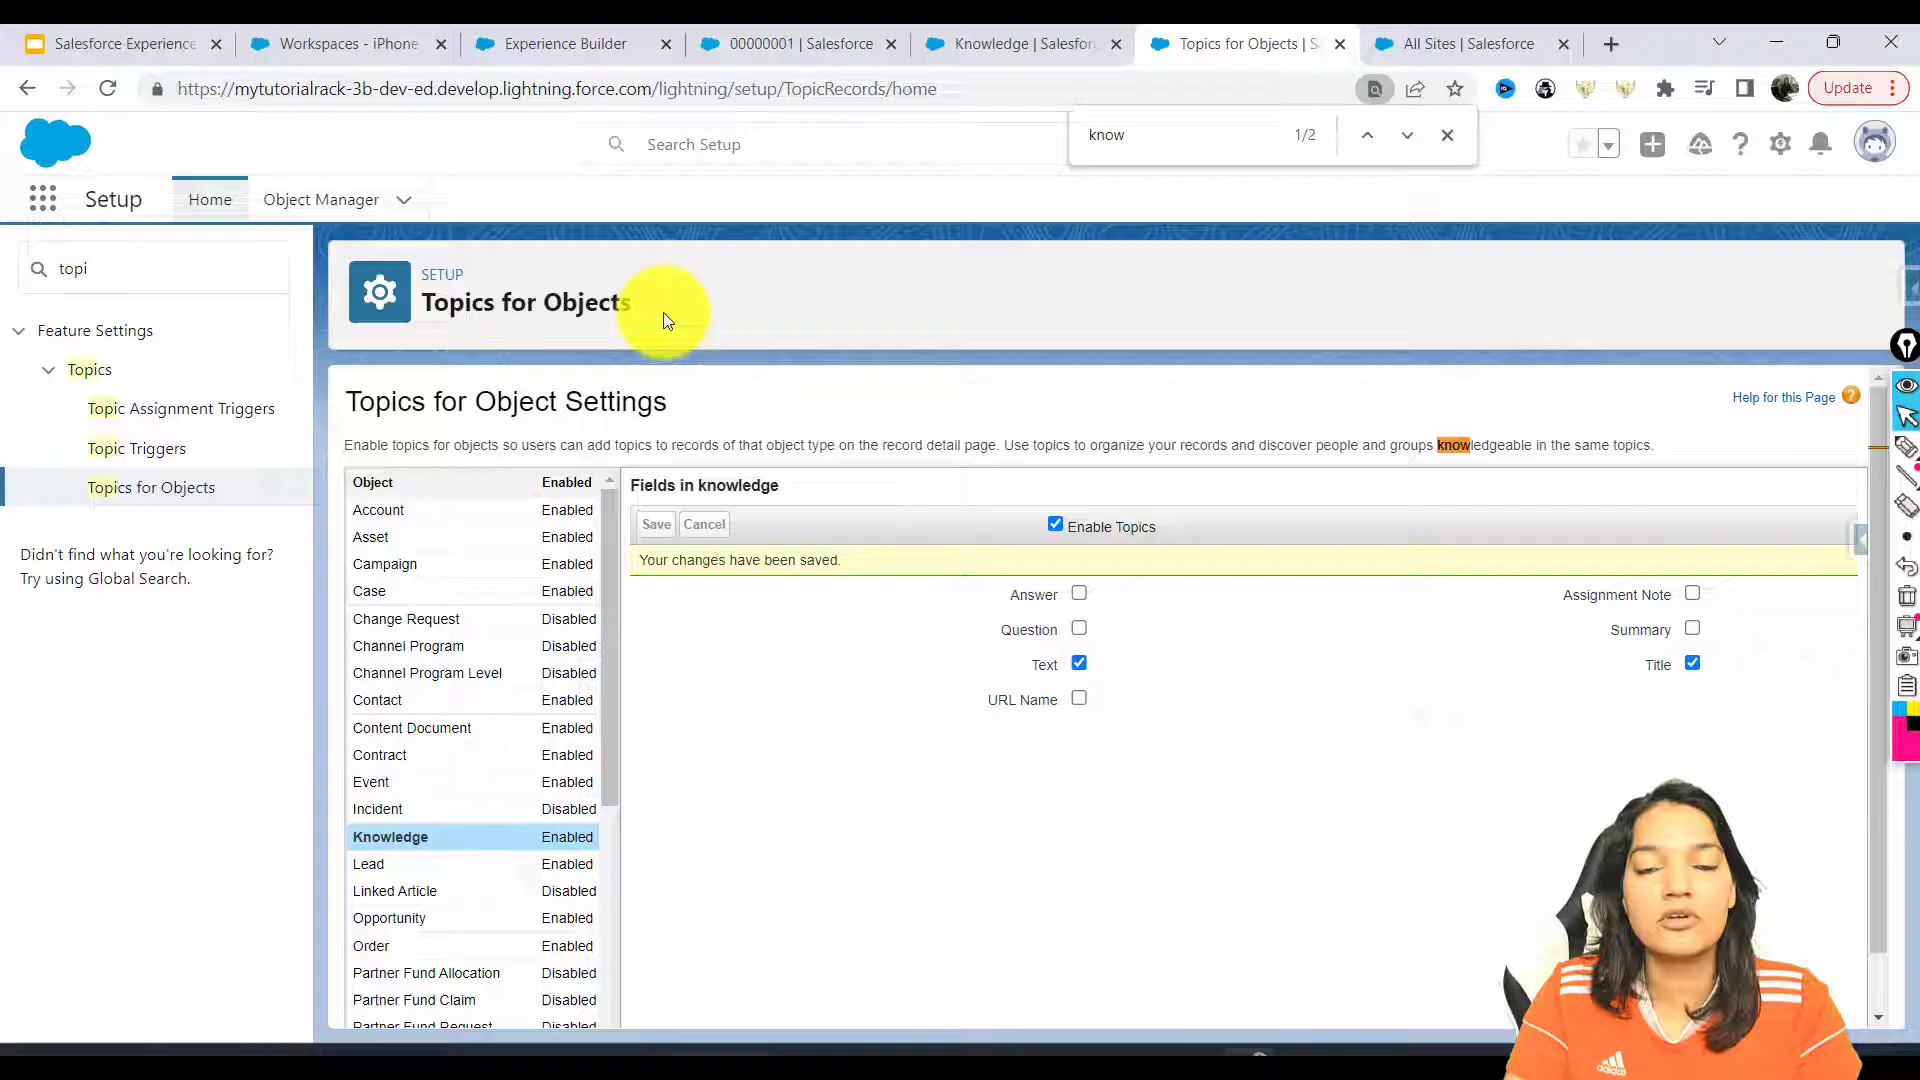 Salesforce Experience
Workspaces - iPhone
Experience Builder
00000001 | Salesforce
Knowledge | Salesfor
Topics for Objects | S
All Sites | Salesforce
https://mytutorialrack-3b-dev-ed.develop.lightning.force.com/lightning/setup/TopicRecords/home
Update
know
1/2
Search Setup
Setup
Home
Object Manager
topi
Feature Settings
Topics
Topic Assignment Triggers
Topic Triggers
Topics for Objects
Didn't find what you're looking for?
Try using Global Search.
SETUP
Topics for Objects
Topics for Object Settings
Help for this Page
Enable topics for objects so users can add topics to records of that object type on the record detail page. Use topics to organize your records and discover people and groups knowledgeable in the same topics.
Object Enabled
Account Enabled
Asset Enabled
Campaign Enabled
Case Enabled
Change Request Disabled
Channel Program Disabled
Channel Program Level Disabled
Contact Enabled
Content Document Enabled
Contract Enabled
Event Enabled
Incident Disabled
Knowledge Enabled
Lead Enabled
Linked Article Disabled
Opportunity Enabled
Order Enabled
Partner Fund Allocation Disabled
Partner Fund Claim Disabled
Partner Fund Request Disabled
Fields in knowledge
Save Cancel
Enable Topics
Your changes have been saved.
Answer Assignment Note
Question Summary
Text Title
URL Name
adidas